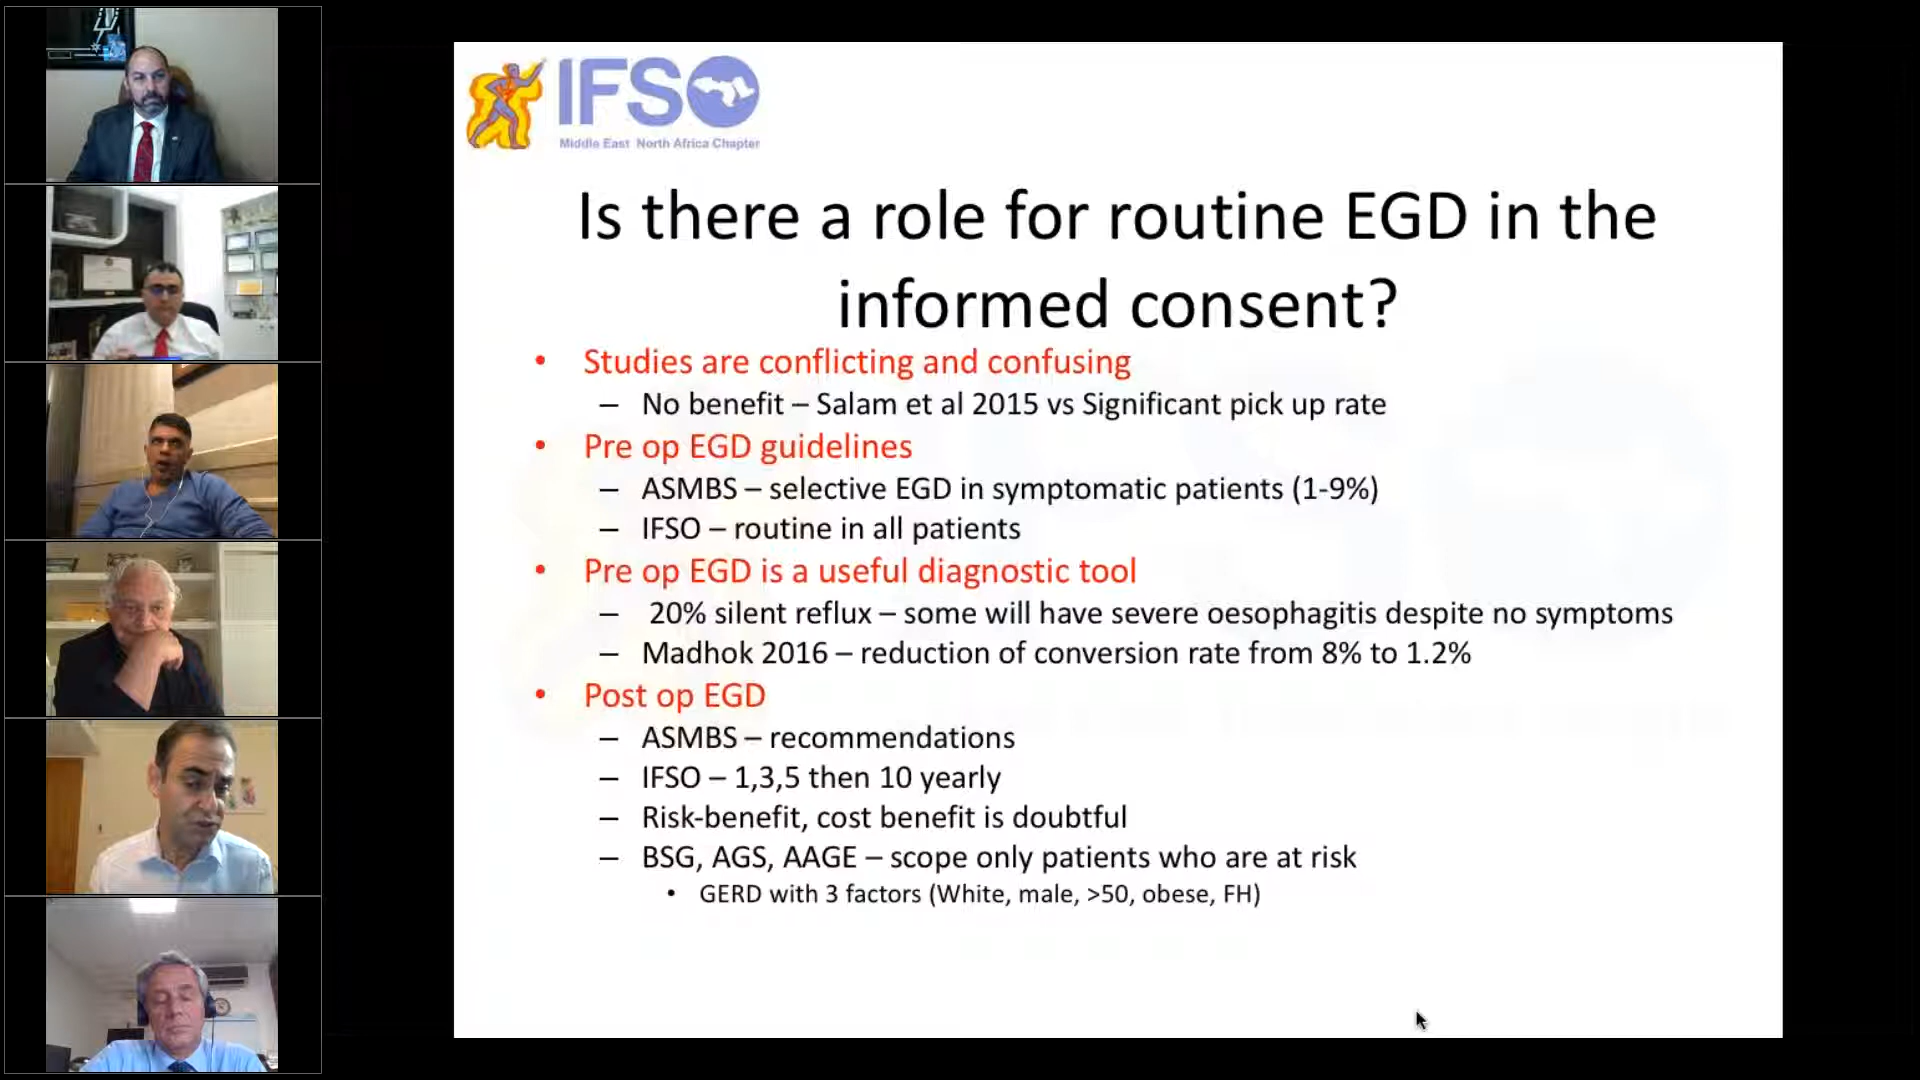 IFSO
Middle East North Africa Chapter
Is there a role for routine EGD in the
informed consent?
• Studies are conflicting and confusing
– No benefit – Salam et al 2015 vs Significant pick up rate
• Pre op EGD guidelines
– ASMBS – selective EGD in symptomatic patients (1-9%)
– IFSO – routine in all patients
• Pre op EGD is a useful diagnostic tool
– 20% silent reflux – some will have severe oesophagitis despite no symptoms
– Madhok 2016 – reduction of conversion rate from 8% to 1.2%
• Post op EGD
– ASMBS – recommendations
– IFSO – 1,3,5 then 10 yearly
– Risk-benefit, cost benefit is doubtful
– BSG, AGS, AAGE – scope only patients who are at risk
• GERD with 3 factors (White, male, >50, obese, FH)